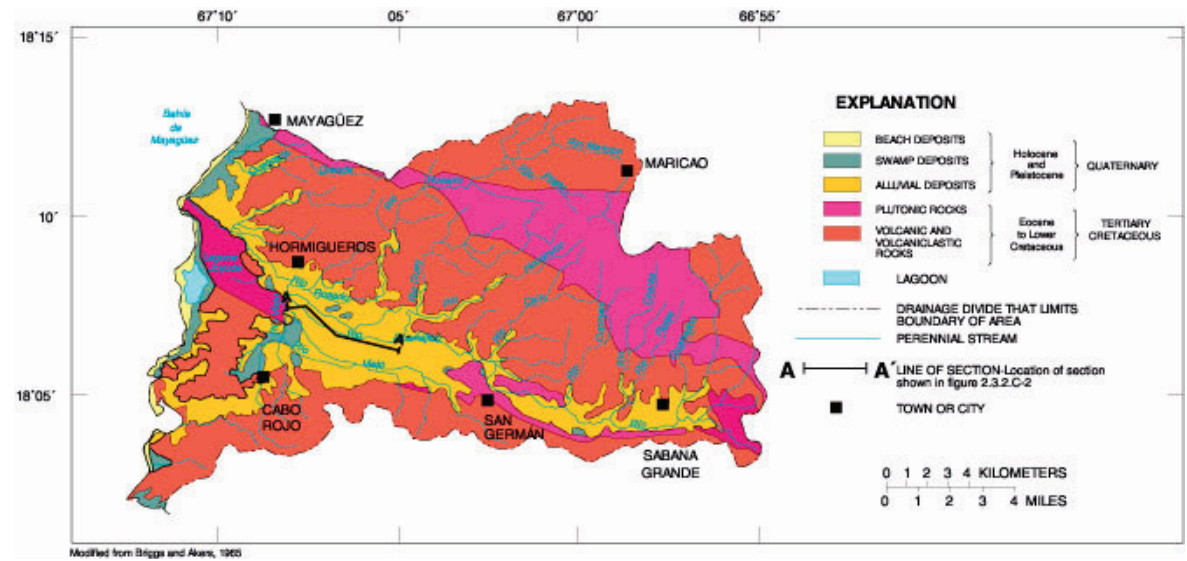 67°10´ 05´ 67°00´ 66°55´
18°15´
10´
18°05´
Bahía
de
Mayagüez
MAYAGÜEZ
MARICAO
HORMIGUEROS
CABO
ROJO
SAN
GERMÁN
SABANA
GRANDE
Río
Río
Viejo
A
A´
EXPLANATION
BEACH DEPOSITS
SWAMP DEPOSITS
ALLUVIAL DEPOSITS
Holocene
and
Pleistocene
QUATERNARY
PLUTONIC ROCKS
VOLCANIC AND
VOLCANICLASTIC
ROCKS
Eocene
to Lower
Cretaceous
TERTIARY
CRETACEOUS
LAGOON
DRAINAGE DIVIDE THAT LIMITS
BOUNDARY OF AREA
PERENNIAL STREAM
A A´ LINE OF SECTION-Location of section
shown in figure 2.3.2.C-2
TOWN OR CITY
0 1 2 3 4 KILOMETERS
0 1 2 3 4 MILES
Modified from Briggs and Akers, 1965